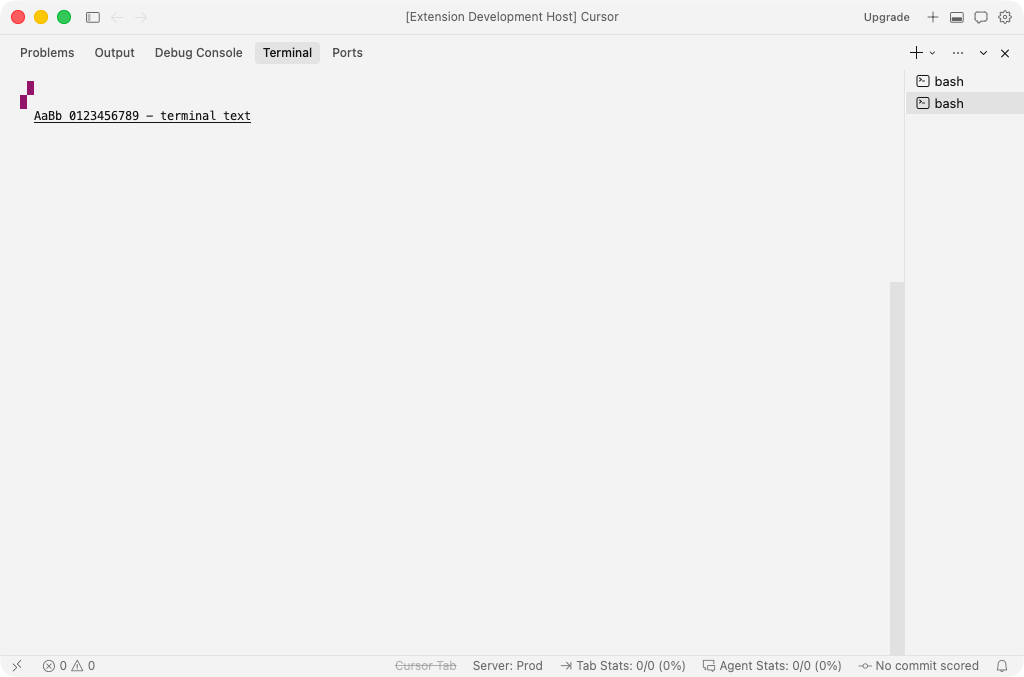 [Extension Development Host] Cursor
Upgrade
Problems Output Debug Console Terminal Ports
bash
bash
AaBb 0123456789 – terminal text
0 0 Cursor Tab Server: Prod Tab Stats: 0/0 (0%) Agent Stats: 0/0 (0%) No commit scored